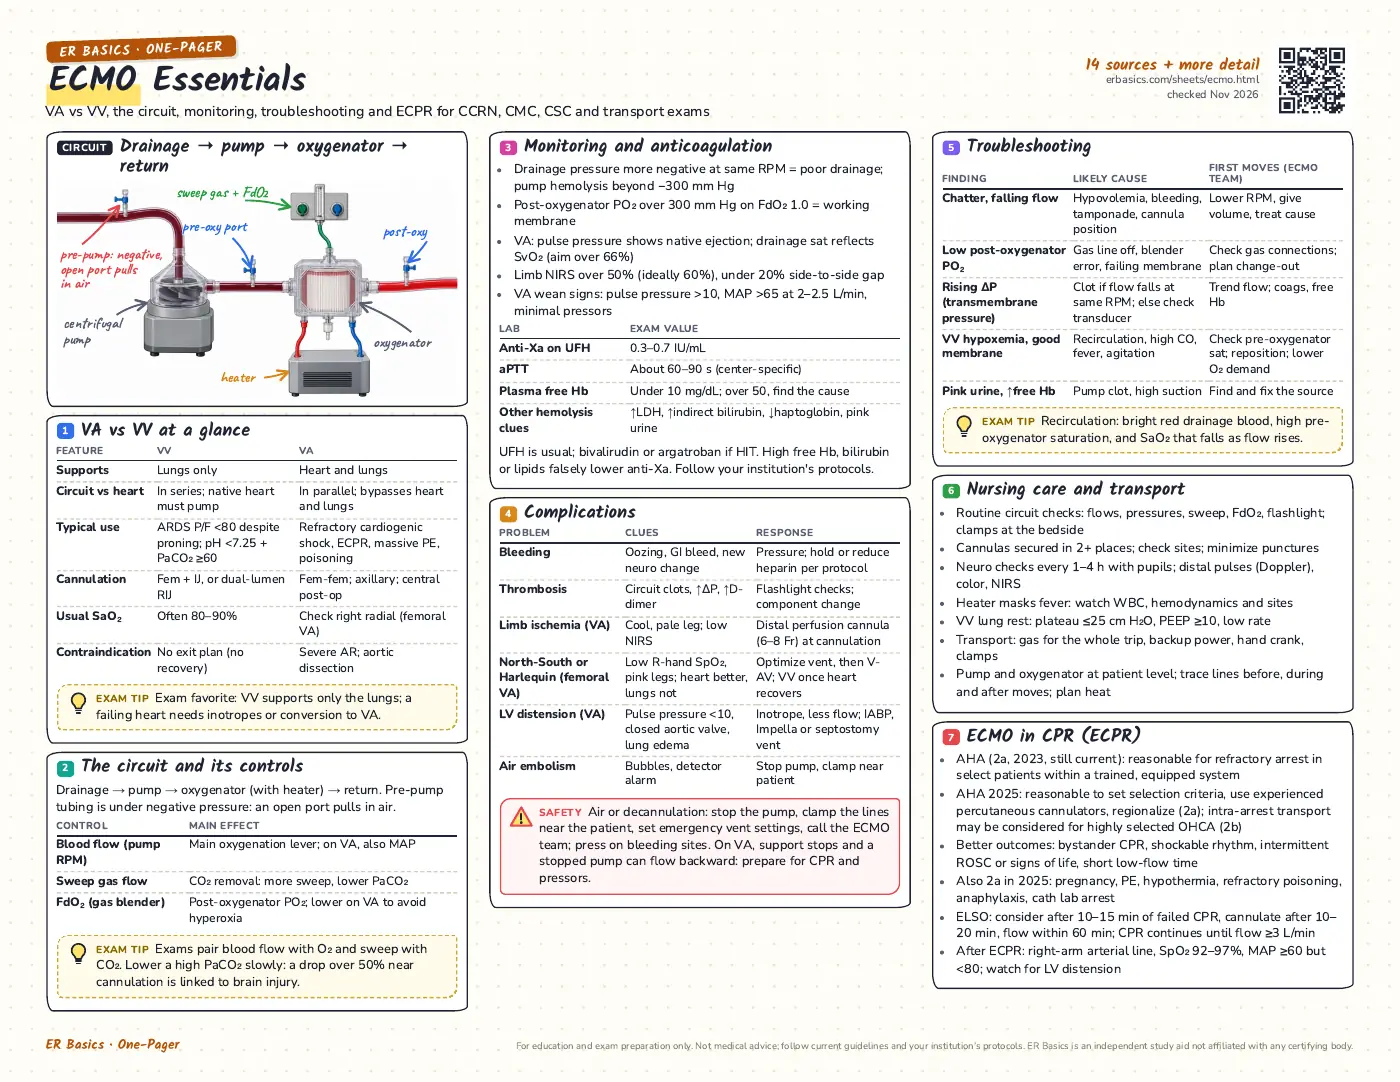 ER BASICS · ONE-PAGER
ECMO Essentials
VA vs VV, the circuit, monitoring, troubleshooting and ECPR for CCRN, CMC, CSC and transport exams
14 sources + more detail
erbasics.com/sheets/ecmo.html
checked Nov 2026
CIRCUIT Drainage → pump → oxygenator →
return
sweep gas + FdO₂
pre-oxy port
post-oxy
pre-pump: negative,
open port pulls
in air
centrifugal
pump
oxygenator
heater
1 VA vs VV at a glance
FEATURE VV VA
Supports Lungs only Heart and lungs
Circuit vs heart In series; native heart In parallel; bypasses heart
must pump and lungs
Typical use ARDS P/F <80 despite Refractory cardiogenic
proning; pH <7.25 + shock, ECPR, massive PE,
PaCO₂ ≥60 poisoning
Cannulation Fem + IJ, or dual-lumen Fem-fem; axillary; central
RIJ post-op
Usual SaO₂ Often 80–90% Check right radial (femoral
VA)
Contraindication No exit plan (no Severe AR; aortic
recovery) dissection
EXAM TIP Exam favorite: VV supports only the lungs; a
failing heart needs inotropes or conversion to VA.
2 The circuit and its controls
Drainage → pump → oxygenator (with heater) → return. Pre-pump
tubing is under negative pressure: an open port pulls in air.
CONTROL MAIN EFFECT
Blood flow (pump Main oxygenation lever; on VA, also MAP
RPM)
Sweep gas flow CO₂ removal: more sweep, lower PaCO₂
FdO₂ (gas blender) Post-oxygenator PO₂; lower on VA to avoid
hyperoxia
EXAM TIP Exams pair blood flow with O₂ and sweep with
CO₂. Lower a high PaCO₂ slowly: a drop over 50% near
cannulation is linked to brain injury.
3 Monitoring and anticoagulation
• Drainage pressure more negative at same RPM = poor drainage;
pump hemolysis beyond −300 mm Hg
• Post-oxygenator PO₂ over 300 mm Hg on FdO₂ 1.0 = working
membrane
• VA: pulse pressure shows native ejection; drainage sat reflects
SvO₂ (aim over 66%)
• Limb NIRS over 50% (ideally 60%), under 20% side-to-side gap
• VA wean signs: pulse pressure >10, MAP >65 at 2–2.5 L/min,
minimal pressors
LAB EXAM VALUE
Anti-Xa on UFH 0.3–0.7 IU/mL
aPTT About 60–90 s (center-specific)
Plasma free Hb Under 10 mg/dL; over 50, find the cause
Other hemolysis ↑LDH, ↑indirect bilirubin, ↓haptoglobin, pink
clues urine
UFH is usual; bivalirudin or argatroban if HIT. High free Hb, bilirubin
or lipids falsely lower anti-Xa. Follow your institution's protocols.
4 Complications
PROBLEM CLUES RESPONSE
Bleeding Oozing, GI bleed, new Pressure; hold or reduce
neuro change heparin per protocol
Thrombosis Circuit clots, ↑ΔP, ↑D- Flashlight checks;
dimer component change
Limb ischemia (VA) Cool, pale leg; low Distal perfusion cannula
NIRS (6–8 Fr) at cannulation
North-South or Low R-hand SpO₂, Optimize vent, then V-
Harlequin (femoral pink legs; heart better, AV; VV once heart
VA) lungs not recovers
LV distension (VA) Pulse pressure <10, Inotrope, less flow; IABP,
closed aortic valve, Impella or septostomy
lung edema vent
Air embolism Bubbles, detector Stop pump, clamp near
alarm patient
SAFETY Air or decannulation: stop the pump, clamp the lines
near the patient, set emergency vent settings, call the ECMO
team; press on bleeding sites. On VA, support stops and a
stopped pump can flow backward: prepare for CPR and
pressors.
5 Troubleshooting
FINDING LIKELY CAUSE FIRST MOVES (ECMO
TEAM)
Chatter, falling flow Hypovolemia, bleeding, Lower RPM, give
tamponade, cannula volume, treat cause
position
Low post-oxygenator Gas line off, blender Check gas connections;
PO₂ error, failing membrane plan change-out
Rising ΔP Clot if flow falls at Trend flow; coags, free
(transmembrane same RPM; else check Hb
pressure) transducer
VV hypoxemia, good Recirculation, high CO, Check pre-oxygenator
membrane fever, agitation sat; reposition; lower
O₂ demand
Pink urine, ↑free Hb Pump clot, high suction Find and fix the source
EXAM TIP Recirculation: bright red drainage blood, high pre-
oxygenator saturation, and SaO₂ that falls as flow rises.
6 Nursing care and transport
• Routine circuit checks: flows, pressures, sweep, FdO₂, flashlight;
clamps at the bedside
• Cannulas secured in 2+ places; check sites; minimize punctures
• Neuro checks every 1–4 h with pupils; distal pulses (Doppler),
color, NIRS
• Heater masks fever: watch WBC, hemodynamics and sites
• VV lung rest: plateau ≤25 cm H₂O, PEEP ≥10, low rate
• Transport: gas for the whole trip, backup power, hand crank,
clamps
• Pump and oxygenator at patient level; trace lines before, during
and after moves; plan heat
7 ECMO in CPR (ECPR)
• AHA (2a, 2023, still current): reasonable for refractory arrest in
select patients within a trained, equipped system
• AHA 2025: reasonable to set selection criteria, use experienced
percutaneous cannulators, regionalize (2a); intra-arrest transport
may be considered for highly selected OHCA (2b)
• Better outcomes: bystander CPR, shockable rhythm, intermittent
ROSC or signs of life, short low-flow time
• Also 2a in 2025: pregnancy, PE, hypothermia, refractory poisoning,
anaphylaxis, cath lab arrest
• ELSO: consider after 10–15 min of failed CPR, cannulate after 10–
20 min, flow within 60 min; CPR continues until flow ≥3 L/min
• After ECPR: right-arm arterial line, SpO₂ 92–97%, MAP ≥60 but
<80; watch for LV distension
ER Basics · One-Pager
For education and exam preparation only. Not medical advice; follow current guidelines and your institution's protocols. ER Basics is an independent study aid not affiliated with any certifying body.